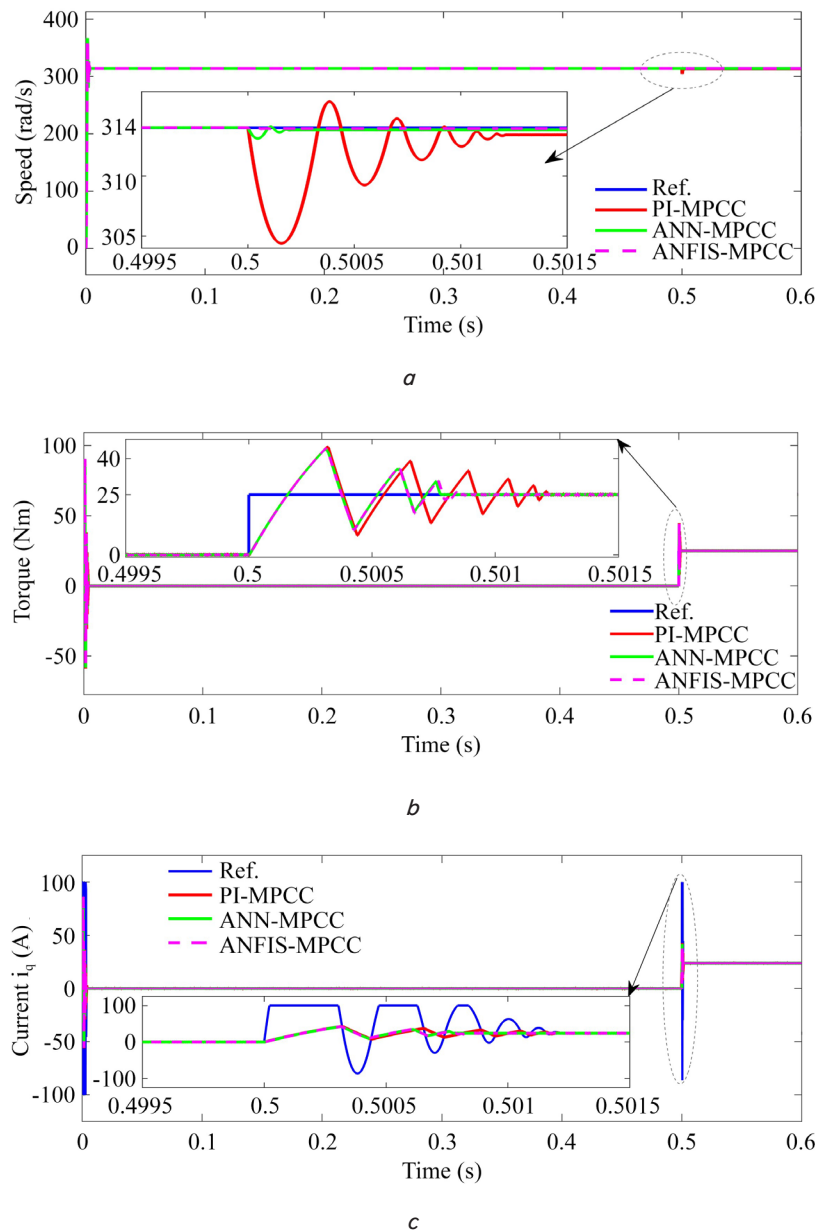 400
300
200
100
0
Speed (rad/s)
314
310
305
0.4995
0.5
0.5005
0.501
0.5015
Ref.
PI-MPCC
ANN-MPCC
ANFIS-MPCC
0
0.1
0.2
0.3
0.4
0.5
0.6
Time (s)
a
100
50
0
-50
Torque (Nm)
40
25
0
0.4995
0.5
0.5005
0.501
0.5015
Ref.
PI-MPCC
ANN-MPCC
ANFIS-MPCC
0
0.1
0.2
0.3
0.4
0.5
0.6
Time (s)
b
100
50
0
-50
-100
Current iq (A)
Ref.
PI-MPCC
ANN-MPCC
ANFIS-MPCC
100
0
-100
0.4995
0.5
0.5005
0.501
0.5015
0
0.1
0.2
0.3
0.4
0.5
0.6
Time (s)
c